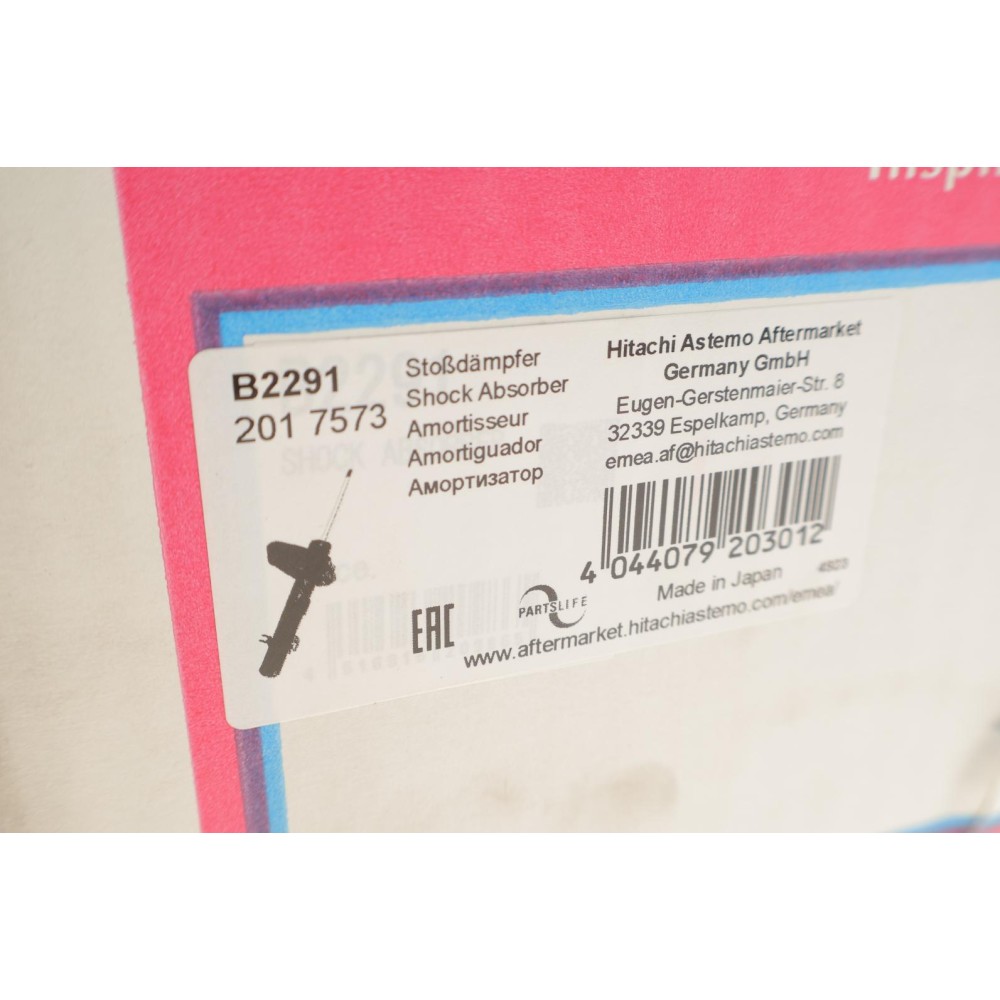 Inspi
B2291
201 7573
Stoßdämpfer
Shock Absorber
Amortisseur
Amortiguador
Амортизатор
Hitachi Astemo Aftermarket
Germany GmbH
Eugen-Gerstenmaier-Str. 8
32339 Espelkamp, Germany
emea.af@hitachiastemo.com
4 044079 203012
Made in Japan
EAC
PARTSLIFE
www.aftermarket.hitachiastemo.com/emea/